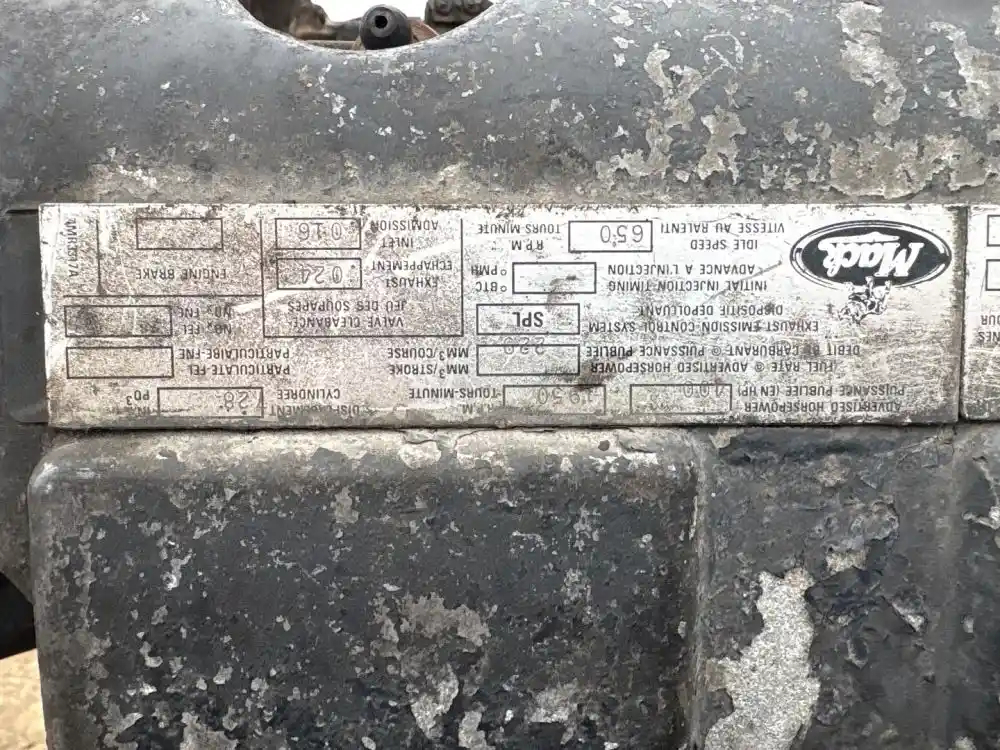 ADVERTISED HORSEPOWER
PUISSANCE PUBLIEE (EN HP) 400 1950
R.P.M.
TOURS-MINUTE
DISPLACEMENT
CYLINDREE
IN³
PO³
FUEL RATE @ ADVERTISED HORSEPOWER
DEBIT DE CARBURANT @ PUISSANCE PUBLIEE
MM³/STROKE
MM³/COURSE
PARTICULATE-FEL
PARTICULAIRE-FNE
EXHAUST EMISSION CONTROL SYSTEM
DISPOSITIF DEPOLLUANT
SPL
VALVE CLEARANCE-
JEU DES SOUPAPES
NOₓ FEL
NOₓ FNE
INITIAL INJECTION TIMING
ADVANCE A L'INJECTION
°BTC
°PMH
EXHAUST
ECHAPPEMENT
.024
ENGINE BRAKE
IDLE SPEED
VITESSE AU RALENTI
650
R.P.M
TOURS MINUTE
INLET
ADMISSION
.016
Mack